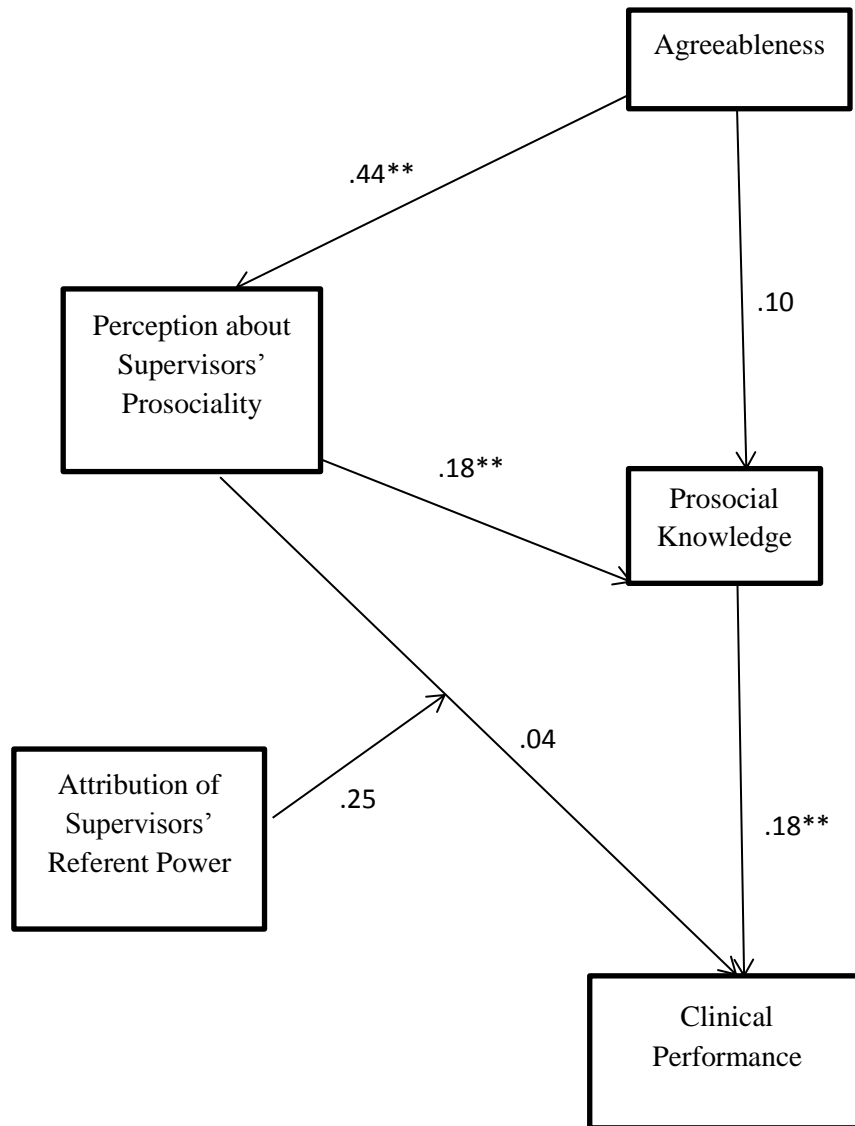 Agreeableness
.44**
.10
Perception about
Supervisors’
Prosociality
.18**
Prosocial
Knowledge
.04
Attribution of
Supervisors’
Referent Power
.25
.18**
Clinical
Performance